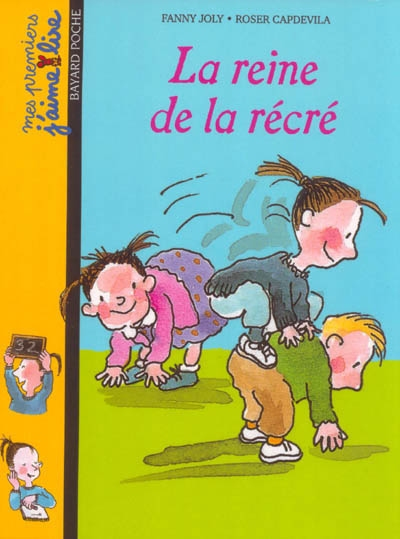 FANNY JOLY • ROSER CAPDEVILA
La reine
de la récré
mes premiers
j'aime lire
BAYARD POCHE
32